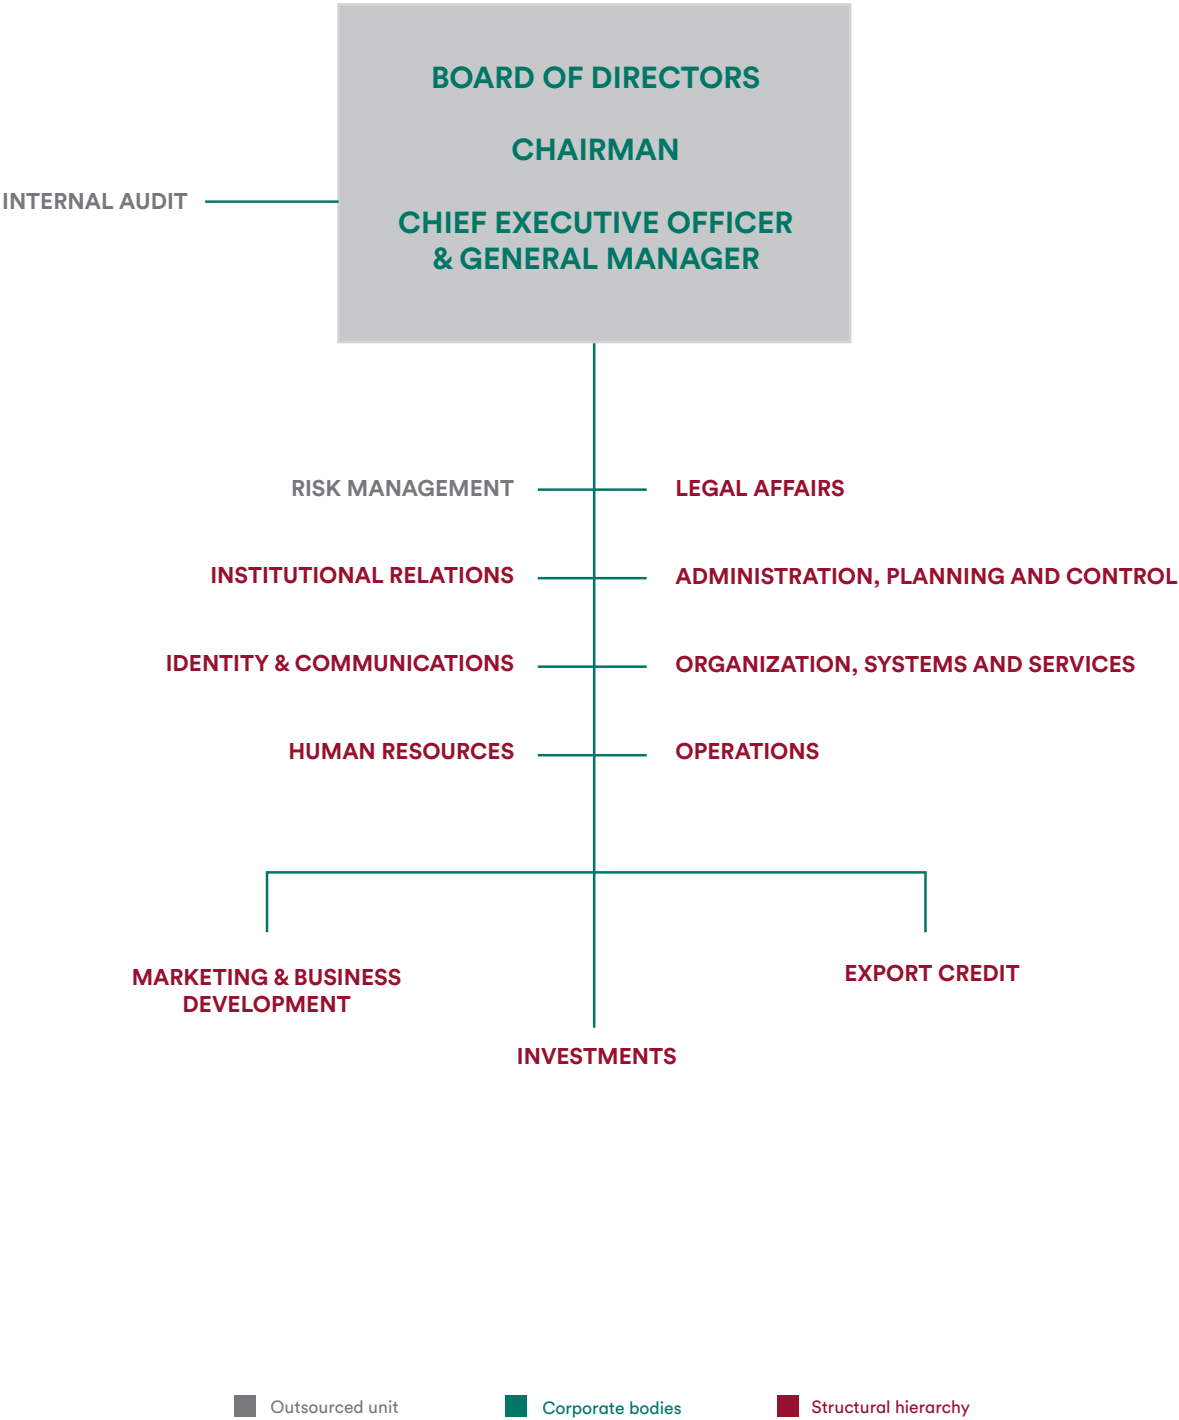 BOARD OF DIRECTORS
CHAIRMAN
INTERNAL AUDIT
CHIEF EXECUTIVE OFFICER
& GENERAL MANAGER
RISK MANAGEMENT
LEGAL AFFAIRS
INSTITUTIONAL RELATIONS
ADMINISTRATION, PLANNING AND CONTROL
IDENTITY & COMMUNICATIONS
ORGANIZATION, SYSTEMS AND SERVICES
HUMAN RESOURCES
OPERATIONS
MARKETING & BUSINESS
DEVELOPMENT
EXPORT CREDIT
INVESTMENTS
Outsourced unit
Corporate bodies
Structural hierarchy